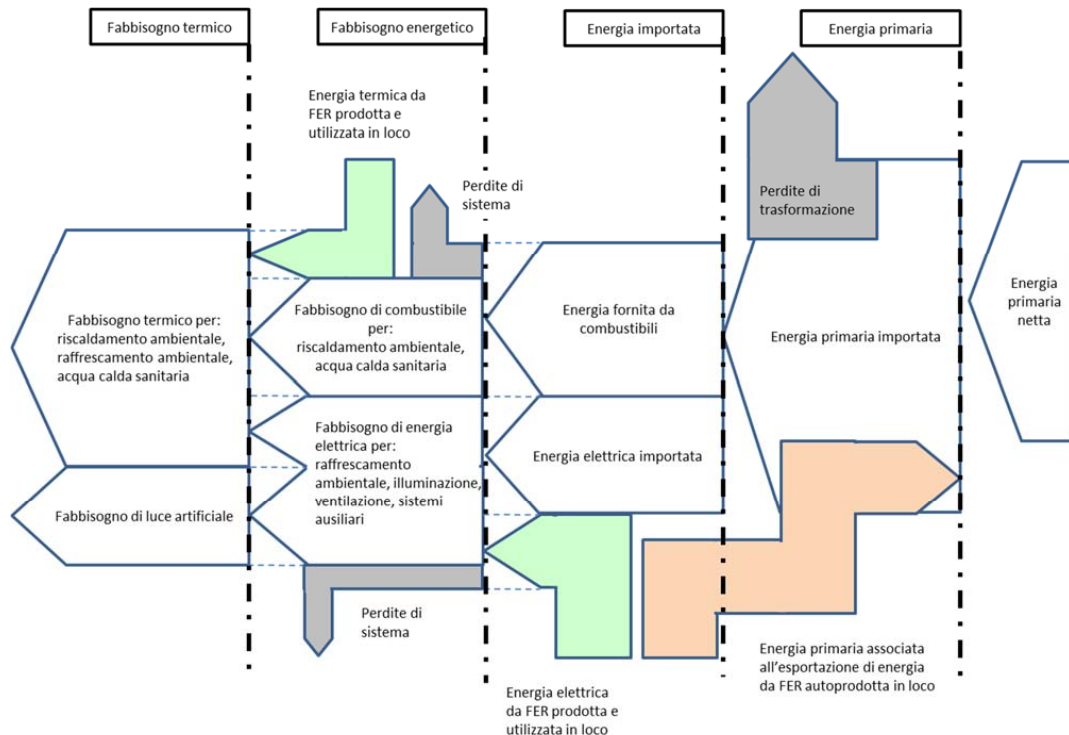 Fabbisogno termico
Fabbisogno energetico
Energia importata
Energia primaria
Energia termica da
FER prodotta e
utilizzata in loco
Perdite di
sistema
Perdite di
trasformazione
Fabbisogno termico per:
riscaldamento ambientale,
raffrescamento ambientale,
acqua calda sanitaria
Fabbisogno di combustibile
per:
riscaldamento ambientale,
acqua calda sanitaria
Energia fornita da
combustibili
Energia primaria importata
Energia
primaria
netta
Fabbisogno di luce artificiale
Fabbisogno di energia
elettrica per:
raffrescamento
ambientale, illuminazione,
ventilazione, sistemi
ausiliari
Energia elettrica importata
Perdite di
sistema
Energia elettrica
da FER prodotta e
utilizzata in loco
Energia primaria associata
all'esportazione di energia
da FER autoprodotta in loco